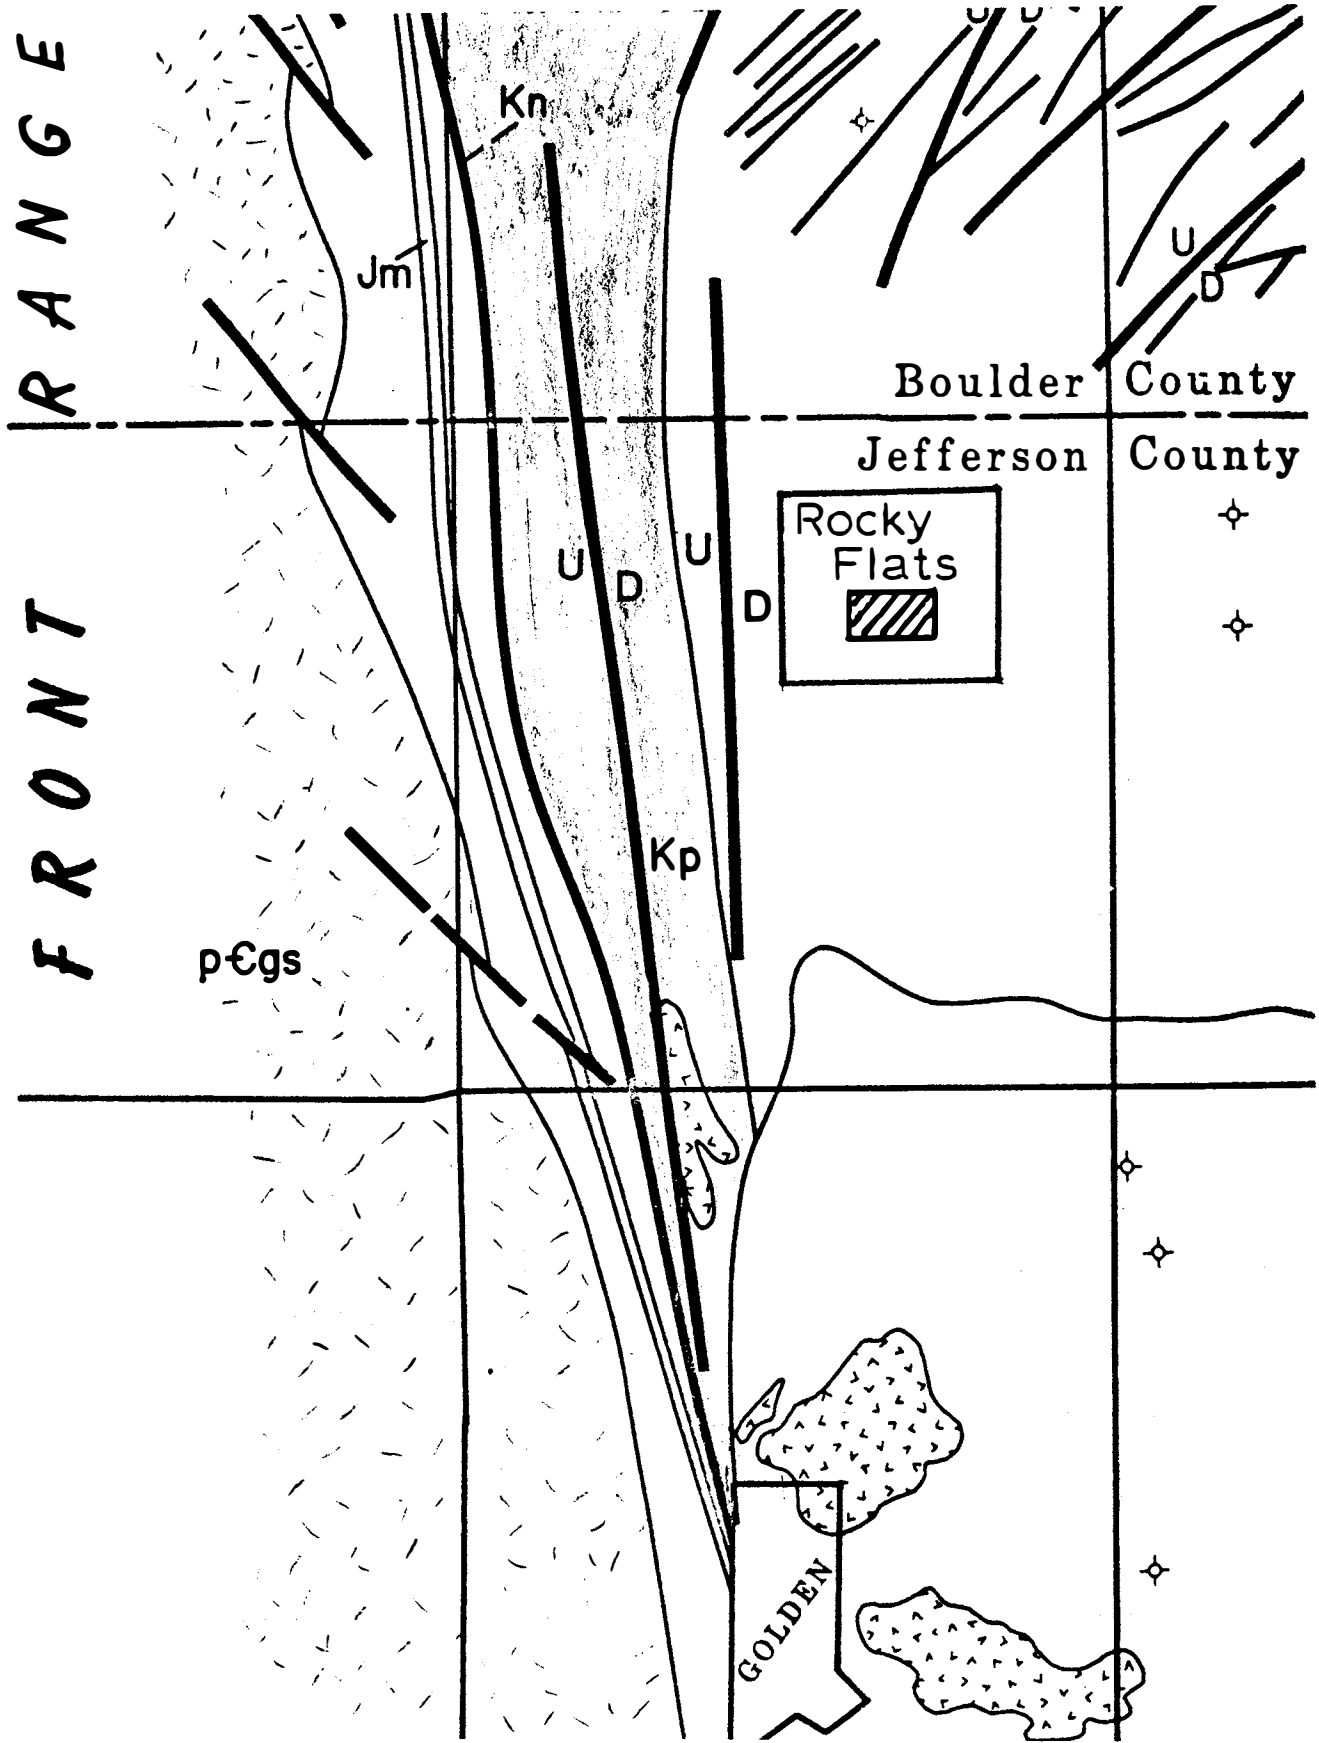 FRONT RANGE
U U
Kn
Jm
U
D
Boulder County
Jefferson County
Rocky
Flats
U
D
U
D
Kp
p€gs
GOLDEN